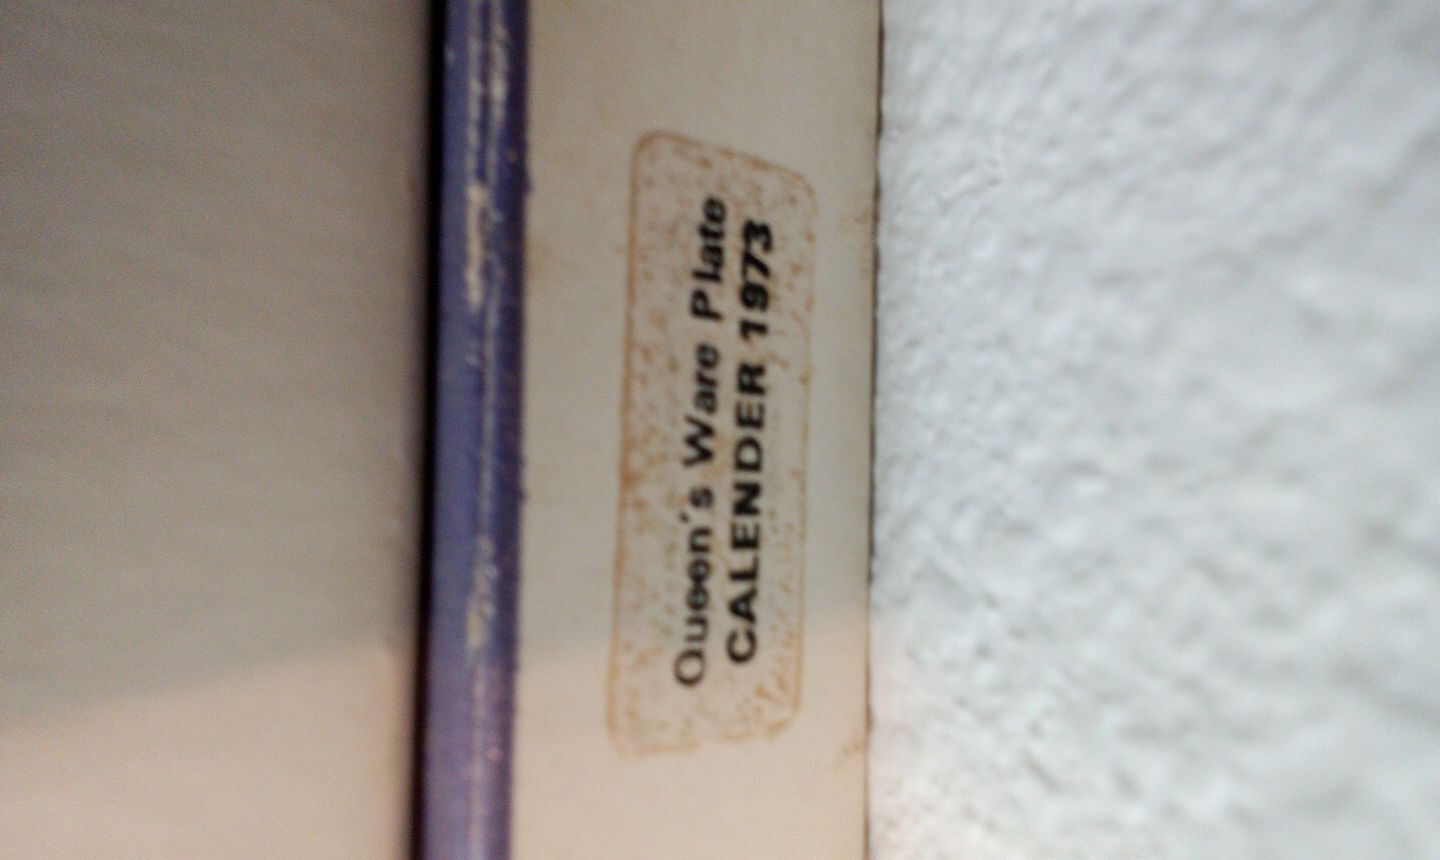 Queen's Ware Plate
CALENDER 1973